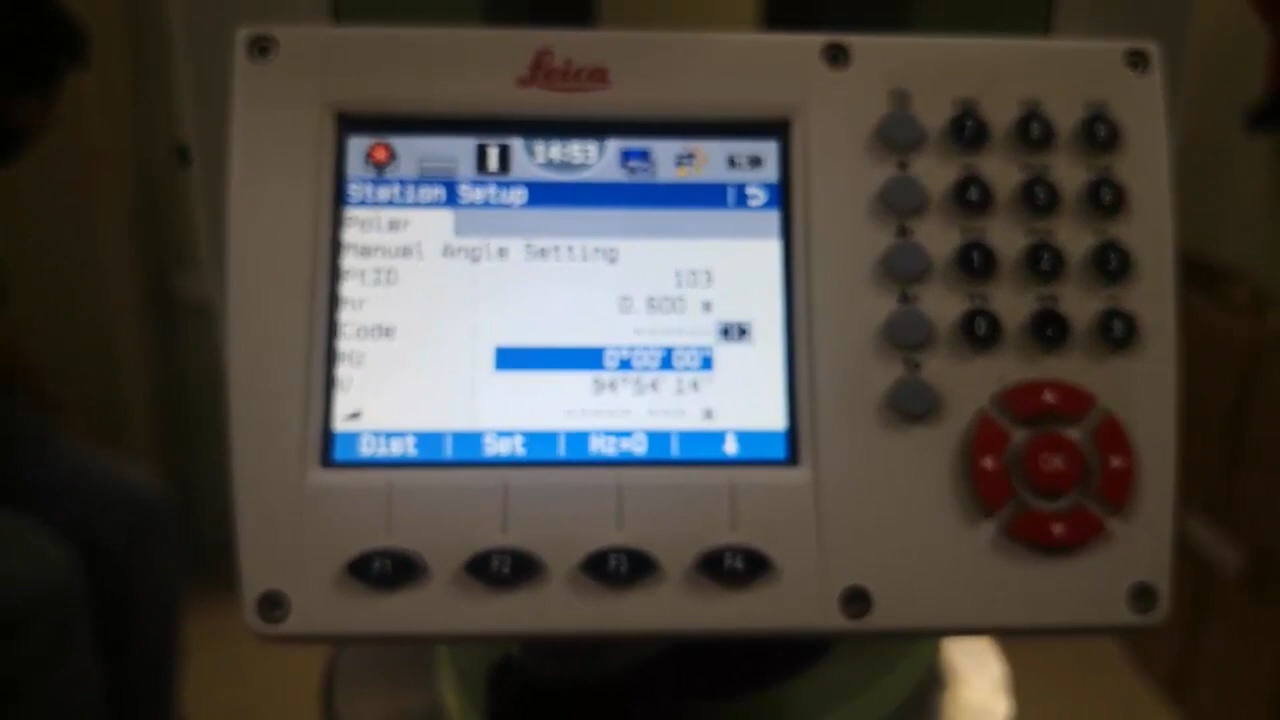 Leica
14:53
Station Setup
Polar
Manual Angle Setting
PtID 103
hr 0.600 m
Code
Hz 0°00'00"
V 94°54'14"
Dist Set Hz=0
7 8 9
4 5 6
1 2 3
0
OK
F1 F2 F3 F4